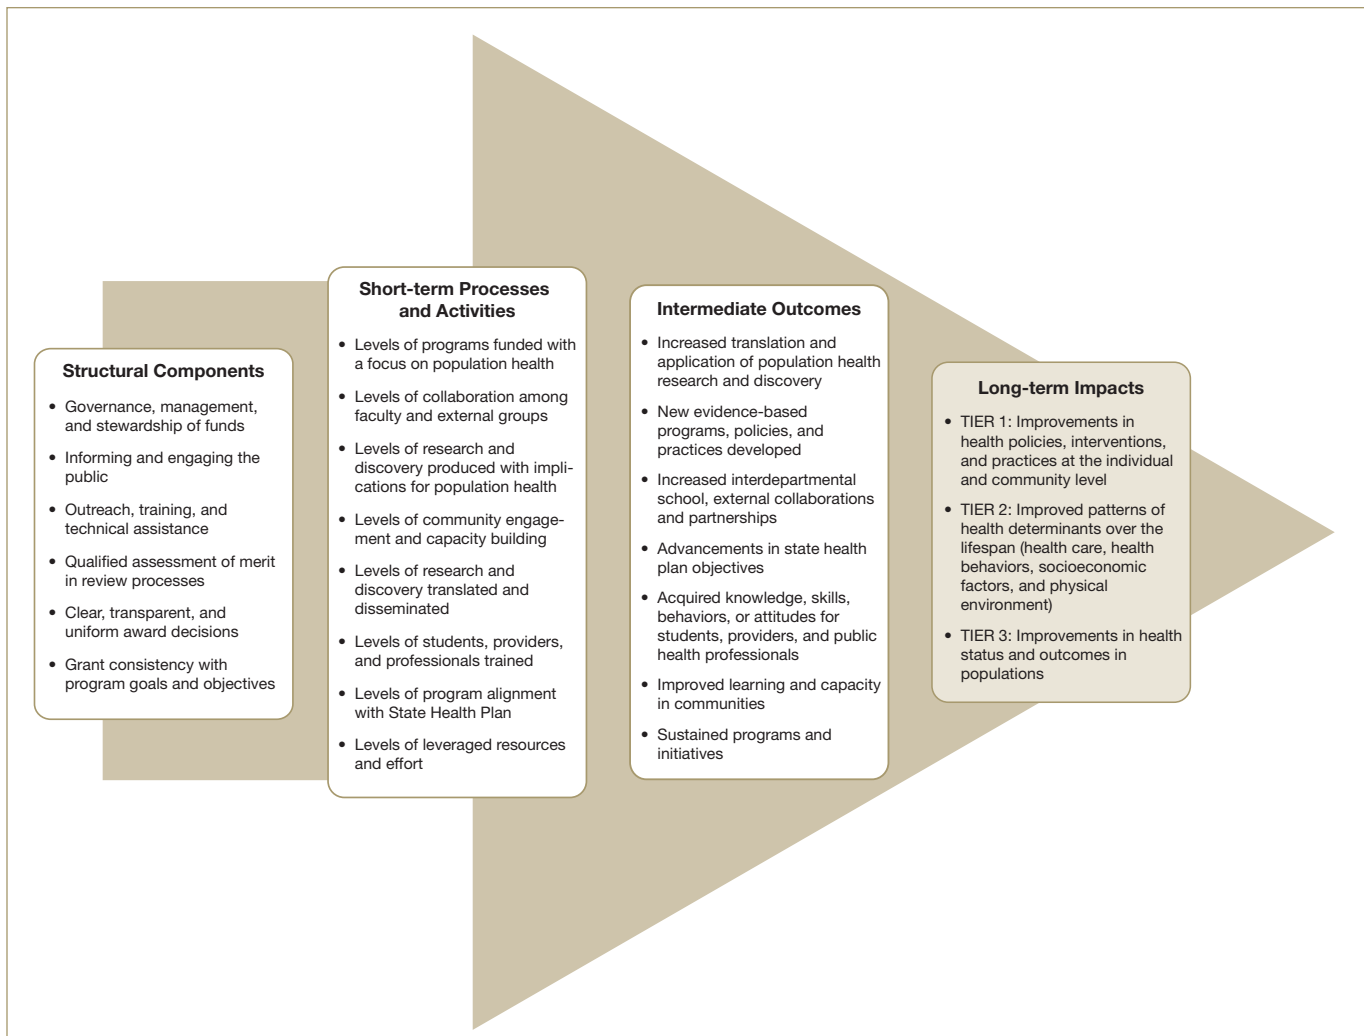 Structural Components
• Governance, management,
and stewardship of funds
• Informing and engaging the
public
• Outreach, training, and
technical assistance
• Qualified assessment of merit
in review processes
• Clear, transparent, and
uniform award decisions
• Grant consistency with
program goals and objectives
Short-term Processes
and Activities
• Levels of programs funded with
a focus on population health
• Levels of collaboration among
faculty and external groups
• Levels of research and
discovery produced with impli-
cations for population health
• Levels of community engage-
ment and capacity building
• Levels of research and
discovery translated and
disseminated
• Levels of students, providers,
and professionals trained
• Levels of program alignment
with State Health Plan
• Levels of leveraged resources
and effort
Intermediate Outcomes
• Increased translation and
application of population health
research and discovery
• New evidence-based
programs, policies, and
practices developed
• Increased interdepartmental
school, external collaborations
and partnerships
• Advancements in state health
plan objectives
• Acquired knowledge, skills,
behaviors, or attitudes for
students, providers, and public
health professionals
• Improved learning and capacity
in communities
• Sustained programs and
initiatives
Long-term Impacts
• TIER 1: Improvements in
health policies, interventions,
and practices at the individual
and community level
• TIER 2: Improved patterns of
health determinants over the
lifespan (health care, health
behaviors, socioeconomic
factors, and physical
environment)
• TIER 3: Improvements in health
status and outcomes in
populations